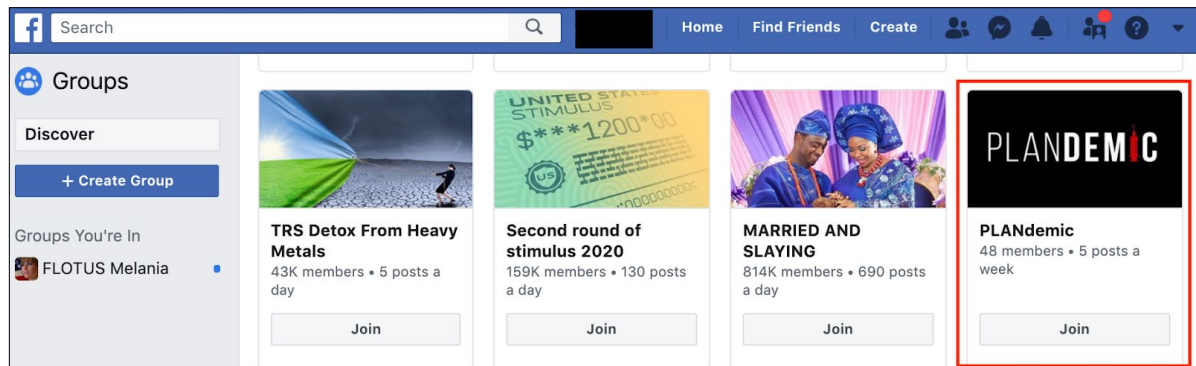 f
Search
Home
Find Friends
Create
Groups
Discover
+ Create Group
Groups You're In
FLOTUS Melania
TRS Detox From Heavy
Metals
43K members • 5 posts a
day
Join
UNITED STATES
STIMULUS
$***1200*00
US
Second round of
stimulus 2020
159K members • 130 posts
a day
Join
MARRIED AND
SLAYING
814K members • 690 posts
a day
Join
PLANDEMIC
PLANdemic
48 members • 5 posts a
week
Join